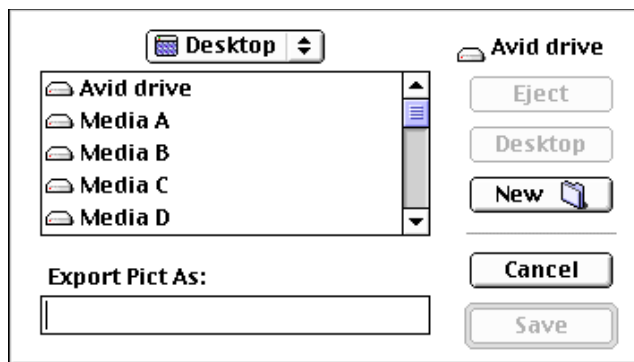 Desktop
Avid drive
Media A
Media B
Media C
Media D
Export Pict As:
Avid drive
Eject
Desktop
New
Cancel
Save